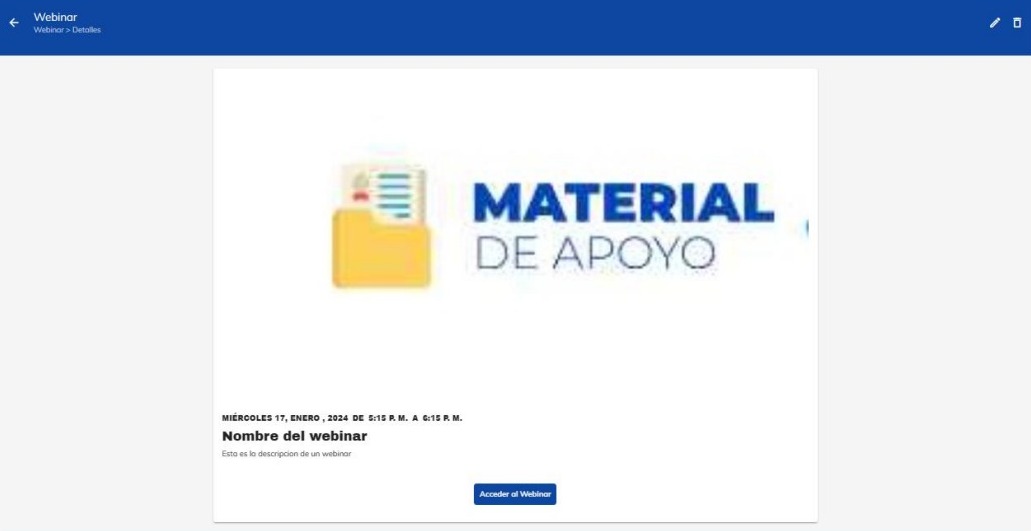 Webinar
Webinar > Detalles
MATERIAL
DE APOYO
MIÉRCOLES 17, ENERO , 2024 DE 5:15 P. M. A 6:15 P. M.
Nombre del webinar
Esta es la descripcion de un webinar
Acceder al Webinar